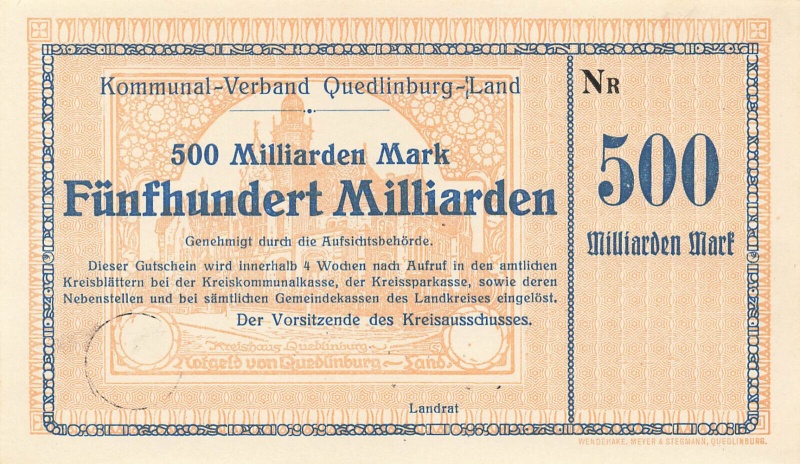 Kommunal-Verband Quedlinburg-Land
500 Milliarden Mark
Fünfhundert Milliarden
Genehmigt durch die Aufsichtsbehörde.
Dieser Gutschein wird innerhalb 4 Wochen nach Aufruf in den amtlichen
Kreisblättern bei der Kreiskommunalkasse, der Kreissparkasse, sowie deren
Nebenstellen und bei sämtlichen Gemeindekassen des Landkreises eingelöst.
Der Vorsitzende des Kreisausschusses.
Kreishaus Quedlinburg
Notgeld von Quedlinburg-Land
Landrat
NR
500
Milliarden Mark
WENDEHAKE, MEYER & STEGMANN, QUEDLINBURG.